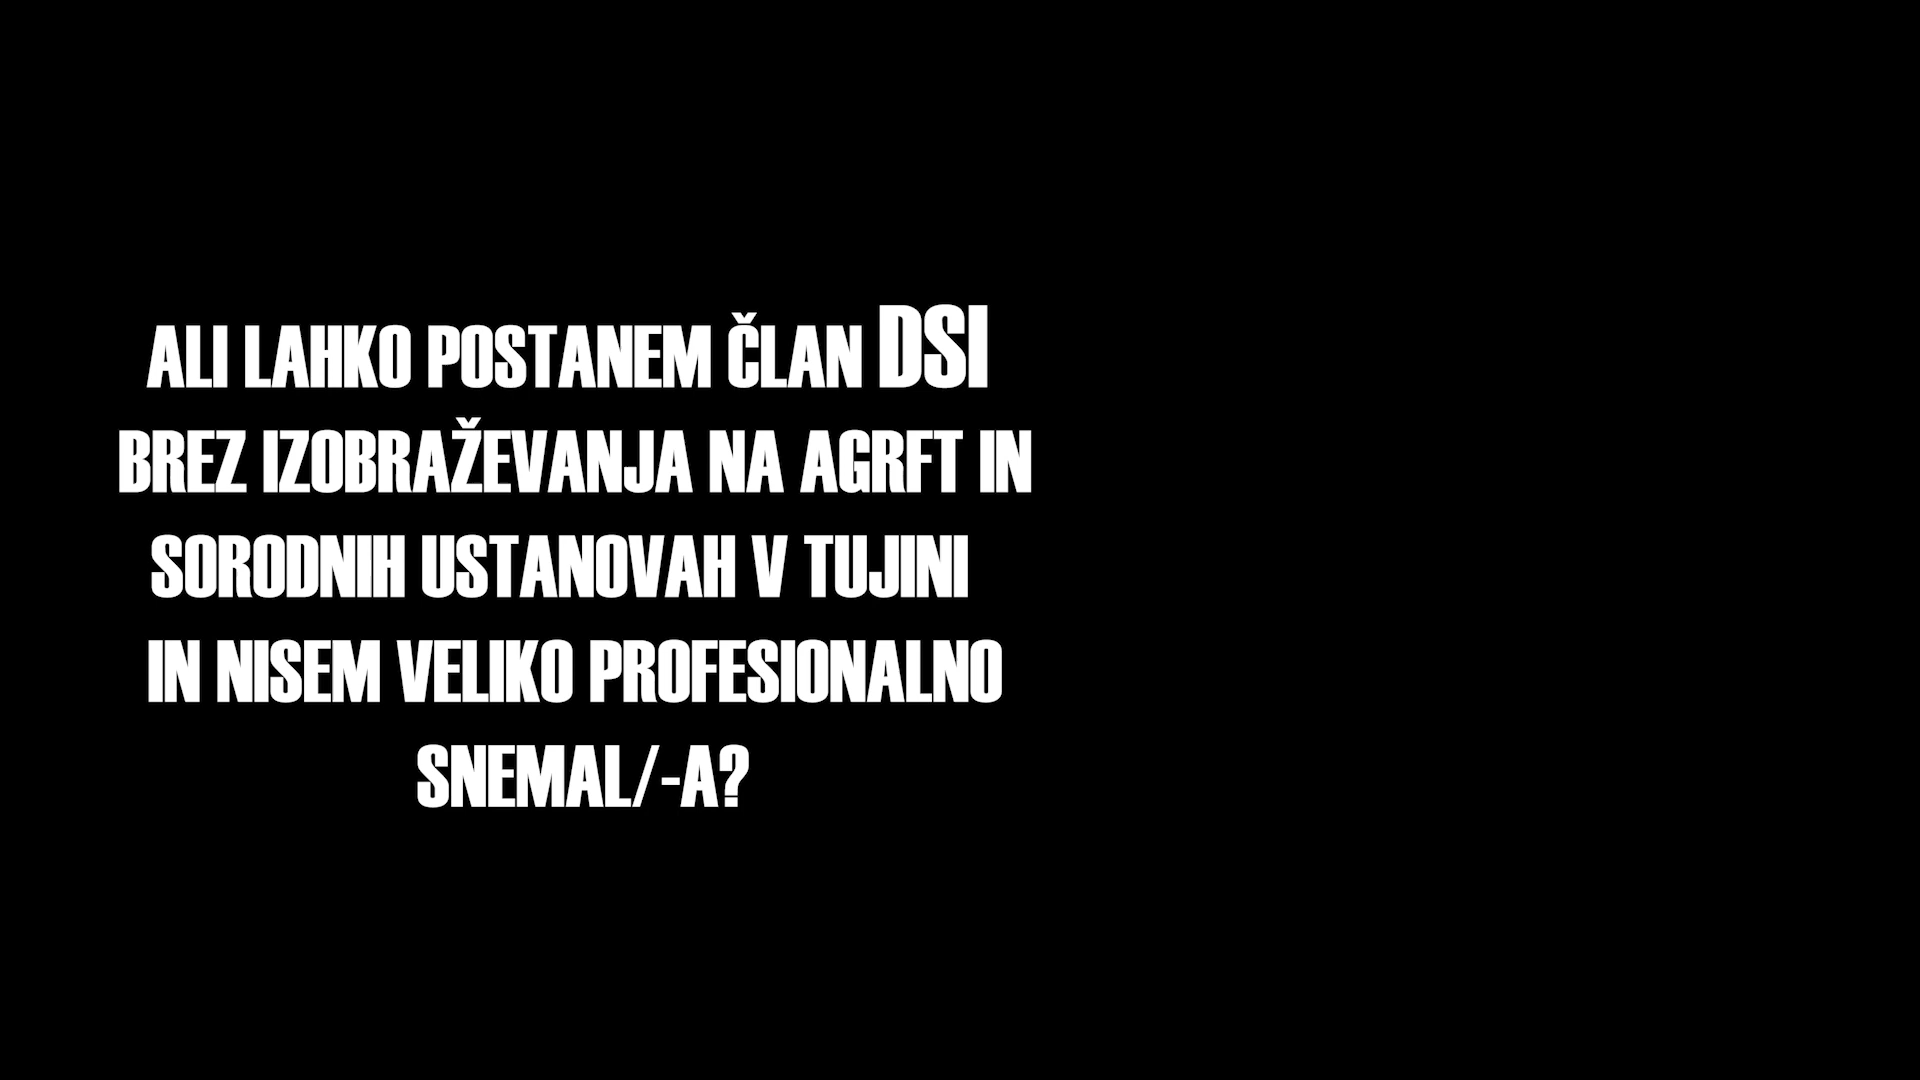 ALI LAHKO POSTANEM ČLAN DSI
BREZ IZOBRAŽEVANJA NA AGRFT IN
SORODNIH USTANOVAH V TUJINI
IN NISEM VELIKO PROFESIONALNO
SNEMAL/-A?